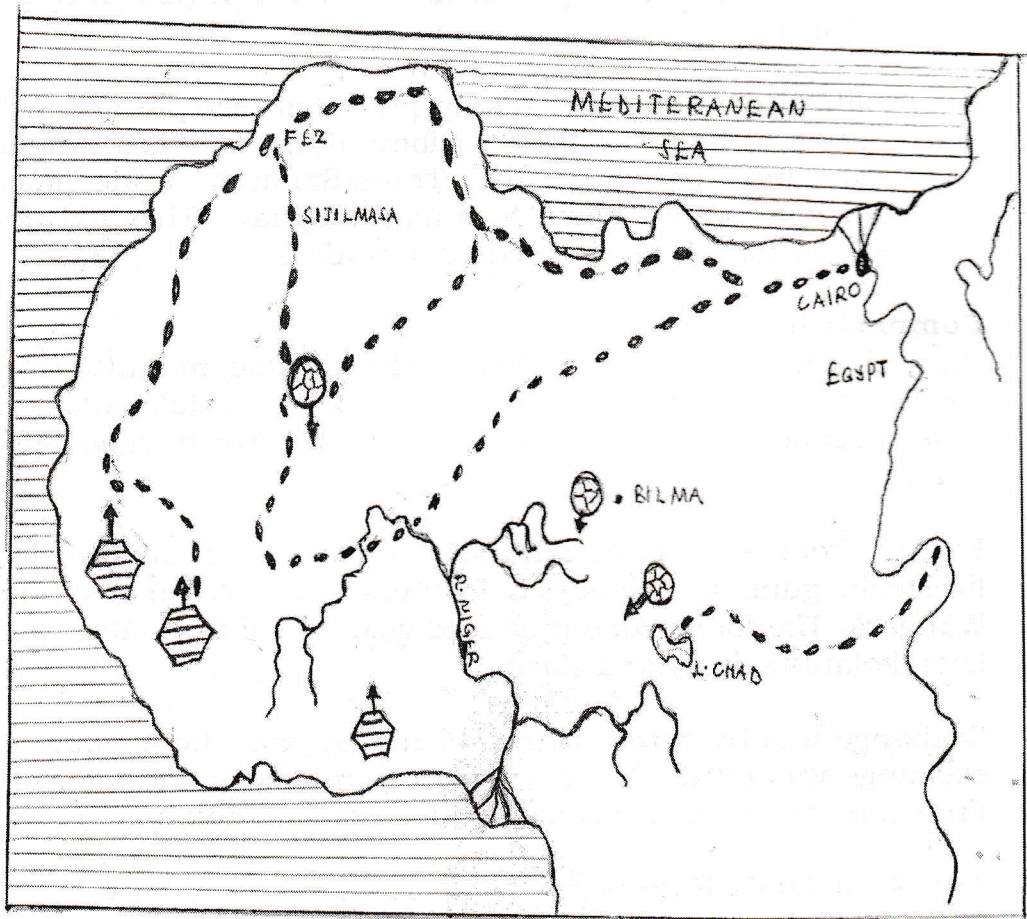 MEDITERANEAN
SEA
FEZ
SIJILMASA
CAIRO
EGYPT
BILMA
R. NIGER
L. CHAD